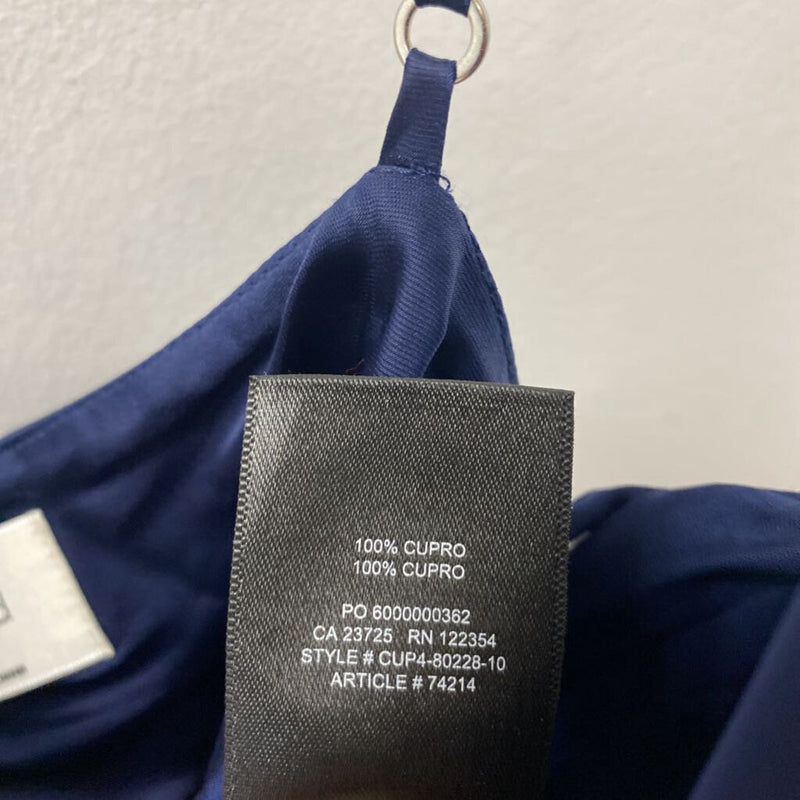 100% CUPRO
100% CUPRO
PO 6000000362
CA 23725 RN 122354
STYLE # CUP4-80228-10
ARTICLE # 74214